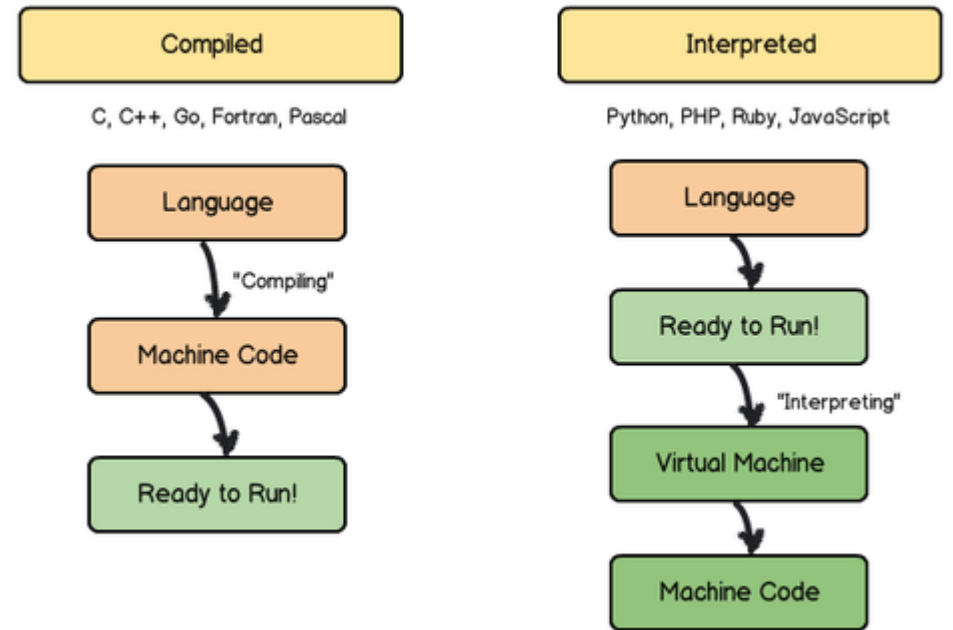 Compiled
C, C++, Go, Fortran, Pascal
Language
"Compiling"
Machine Code
Ready to Run!
Interpreted
Python, PHP, Ruby, JavaScript
Language
Ready to Run!
"Interpreting"
Virtual Machine
Machine Code